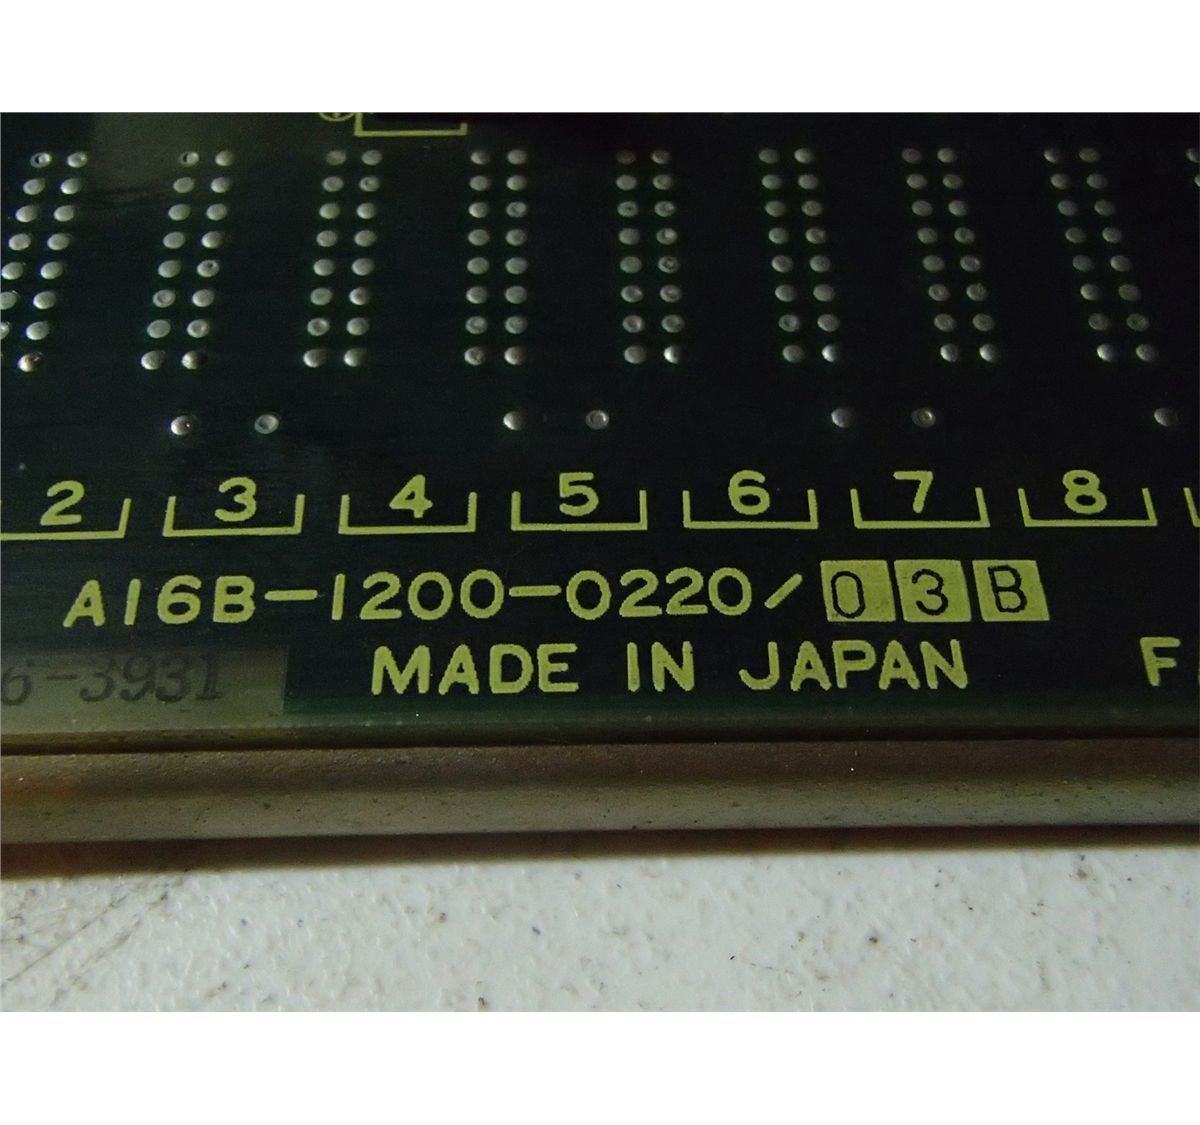 2 3 4 5 6 7 8
A16B-1200-0220/03B
MADE IN JAPAN F
6-3931